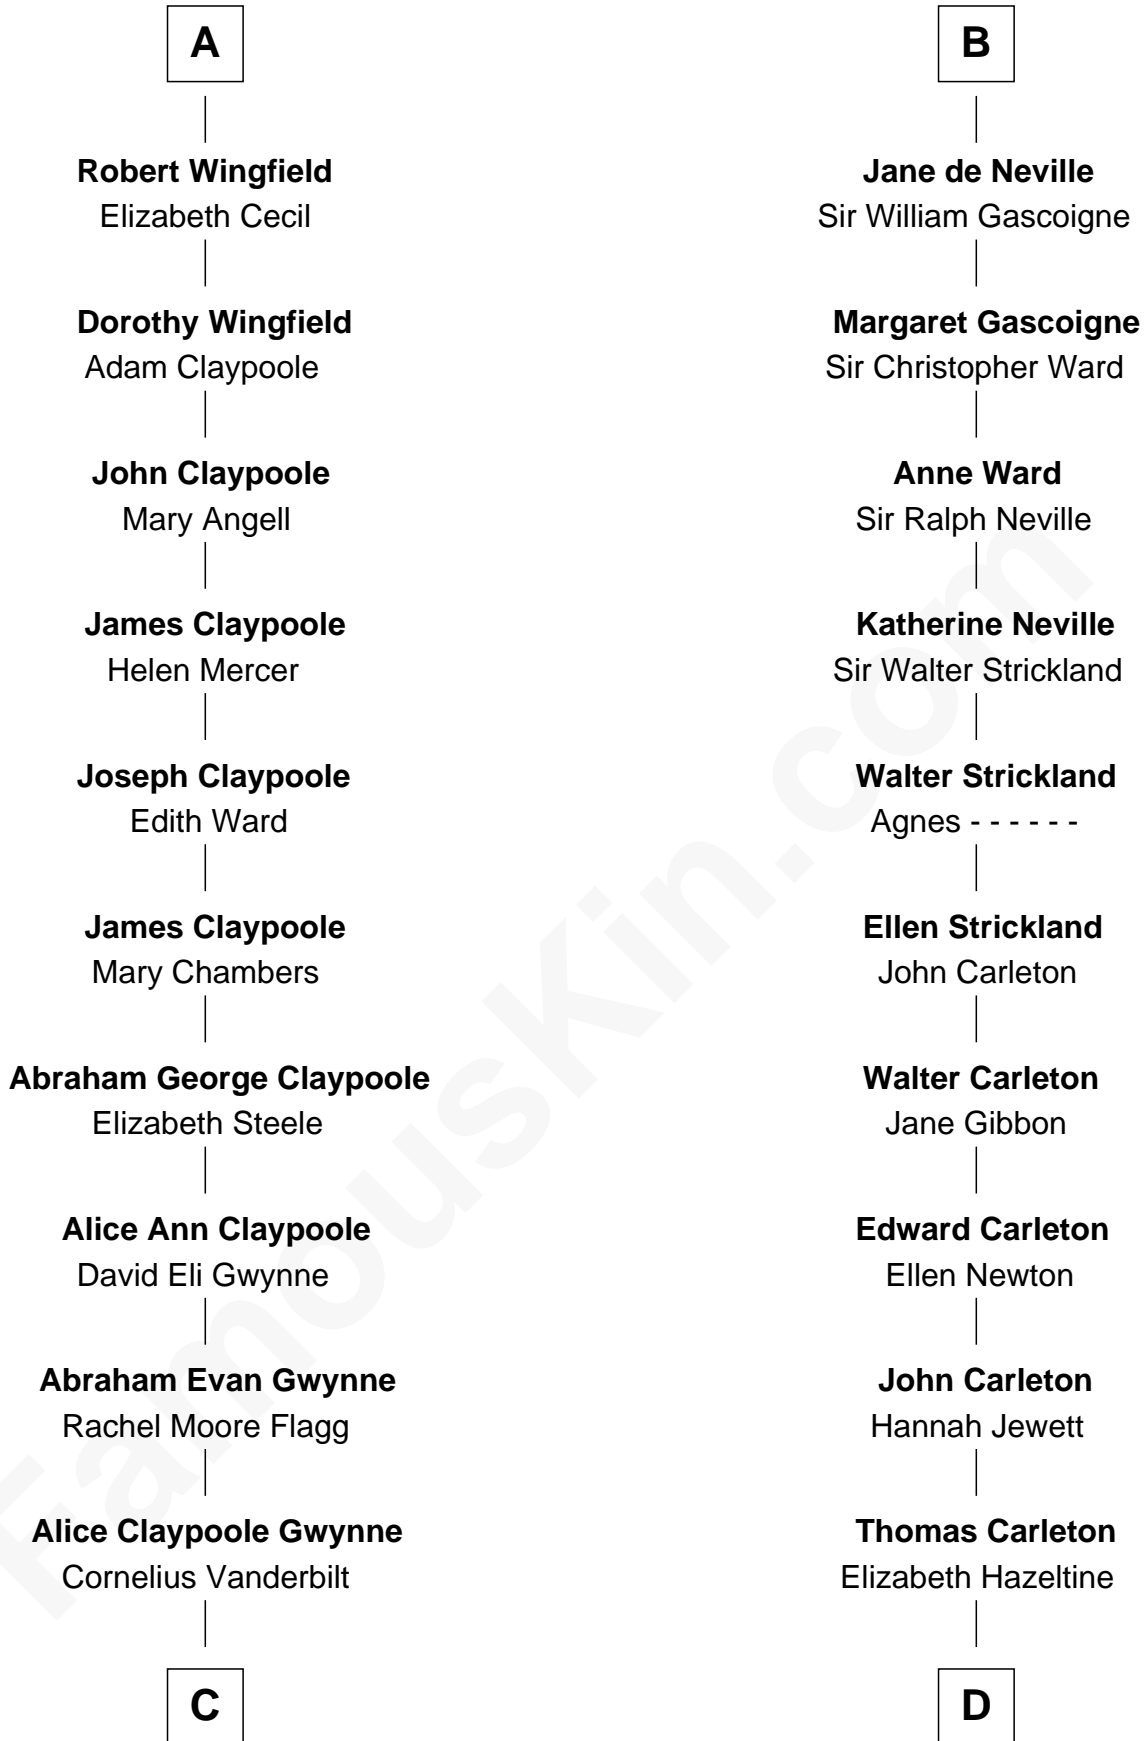 A
Robert Wingfield
Elizabeth Cecil
Dorothy Wingfield
Adam Claypoole
John Claypoole
Mary Angell
James Claypoole
Helen Mercer
Joseph Claypoole
Edith Ward
James Claypoole
Mary Chambers
Abraham George Claypoole
Elizabeth Steele
Alice Ann Claypoole
David Eli Gwynne
Abraham Evan Gwynne
Rachel Moore Flagg
Alice Claypoole Gwynne
Cornelius Vanderbilt
C
B
Jane de Neville
Sir William Gascoigne
Margaret Gascoigne
Sir Christopher Ward
Anne Ward
Sir Ralph Neville
Katherine Neville
Sir Walter Strickland
Walter Strickland
Agnes - - - - - -
Ellen Strickland
John Carleton
Walter Carleton
Jane Gibbon
Edward Carleton
Ellen Newton
John Carleton
Hannah Jewett
Thomas Carleton
Elizabeth Hazeltine
D
FamousKin.com